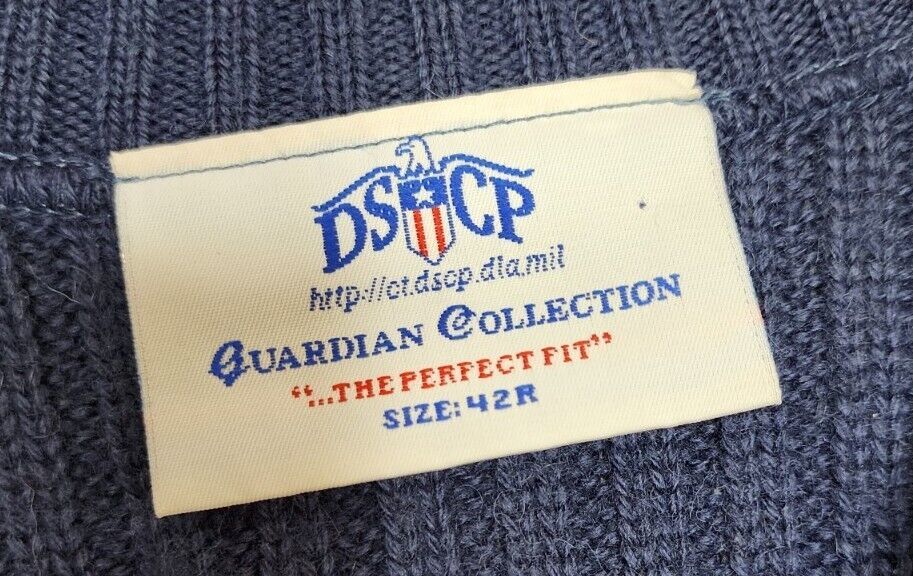 DSCP
http://ct.dscp.dla.mil
GUARDIAN COLLECTION
"...THE PERFECT FIT"
SIZE: 42R